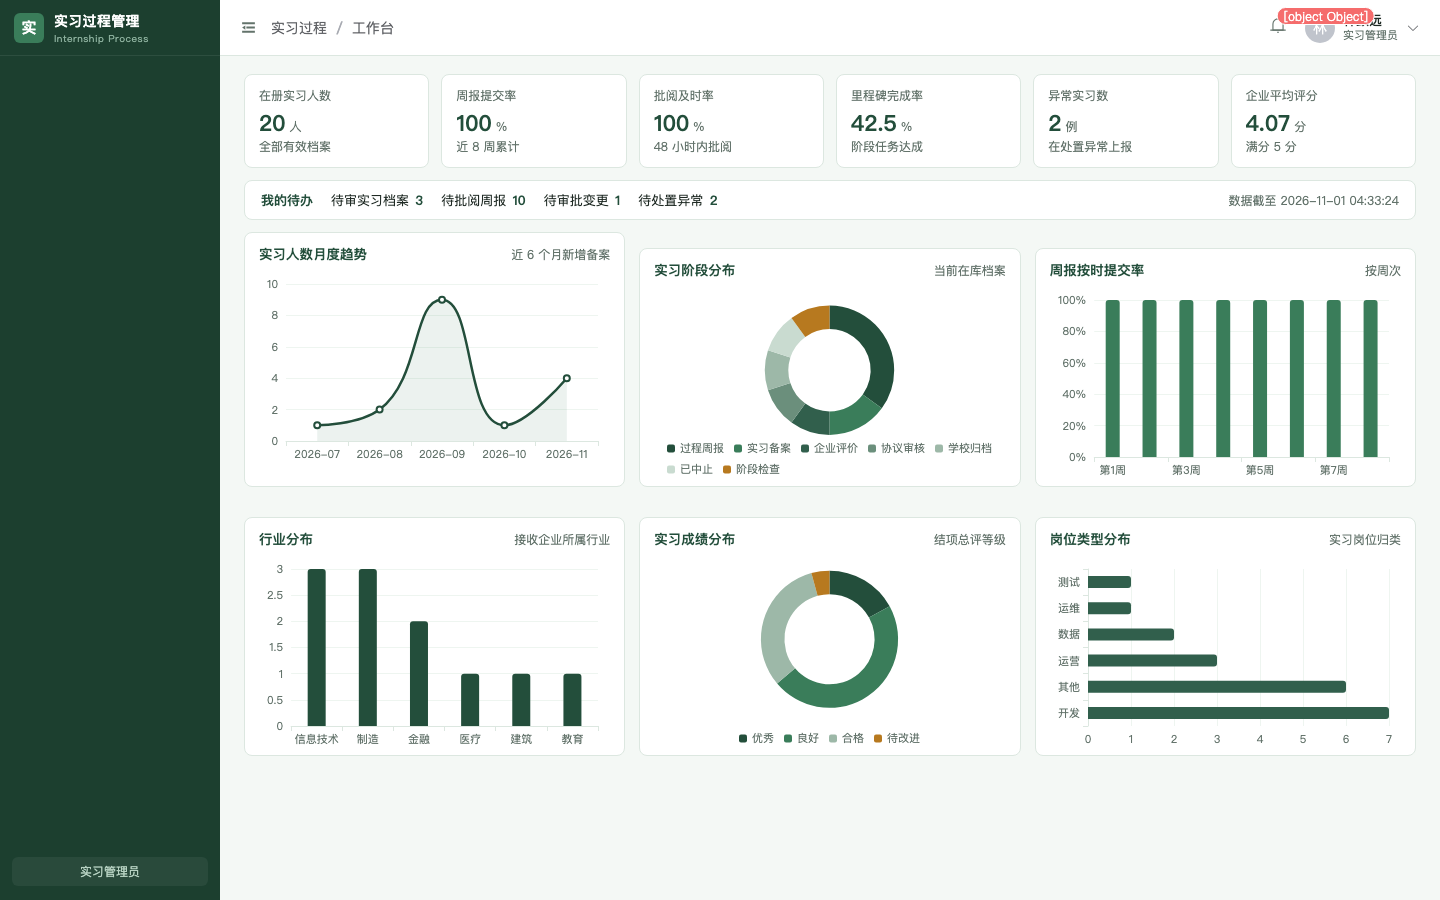 实
实习过程管理
Internship Process
实习过程 / 工作台
[object Object]
林
远
实习管理员
在册实习人数
20 人
全部有效档案
周报提交率
100 %
近 8 周累计
批阅及时率
100 %
48 小时内批阅
里程碑完成率
42.5 %
阶段任务达成
异常实习数
2 例
在处置异常上报
企业平均评分
4.07 分
满分 5 分
我的待办 待审实习档案 3 待批阅周报 10 待审批变更 1 待处置异常 2
数据截至 2026-11-01 04:33:24
实习人数月度趋势
近 6 个月新增备案
10
8
6
4
2
0
2026-07 2026-08 2026-09 2026-10 2026-11
实习阶段分布
当前在库档案
过程周报 实习备案 企业评价 协议审核 学校归档
已中止 阶段检查
周报按时提交率
按周次
100%
80%
60%
40%
20%
0%
第1周 第3周 第5周 第7周
行业分布
接收企业所属行业
3
2.5
2
1.5
1
0.5
0
信息技术 制造 金融 医疗 建筑 教育
实习成绩分布
结项总评等级
优秀 良好 合格 待改进
岗位类型分布
实习岗位归类
测试
运维
数据
运营
其他
开发
0 1 2 3 4 5 6 7
实习管理员